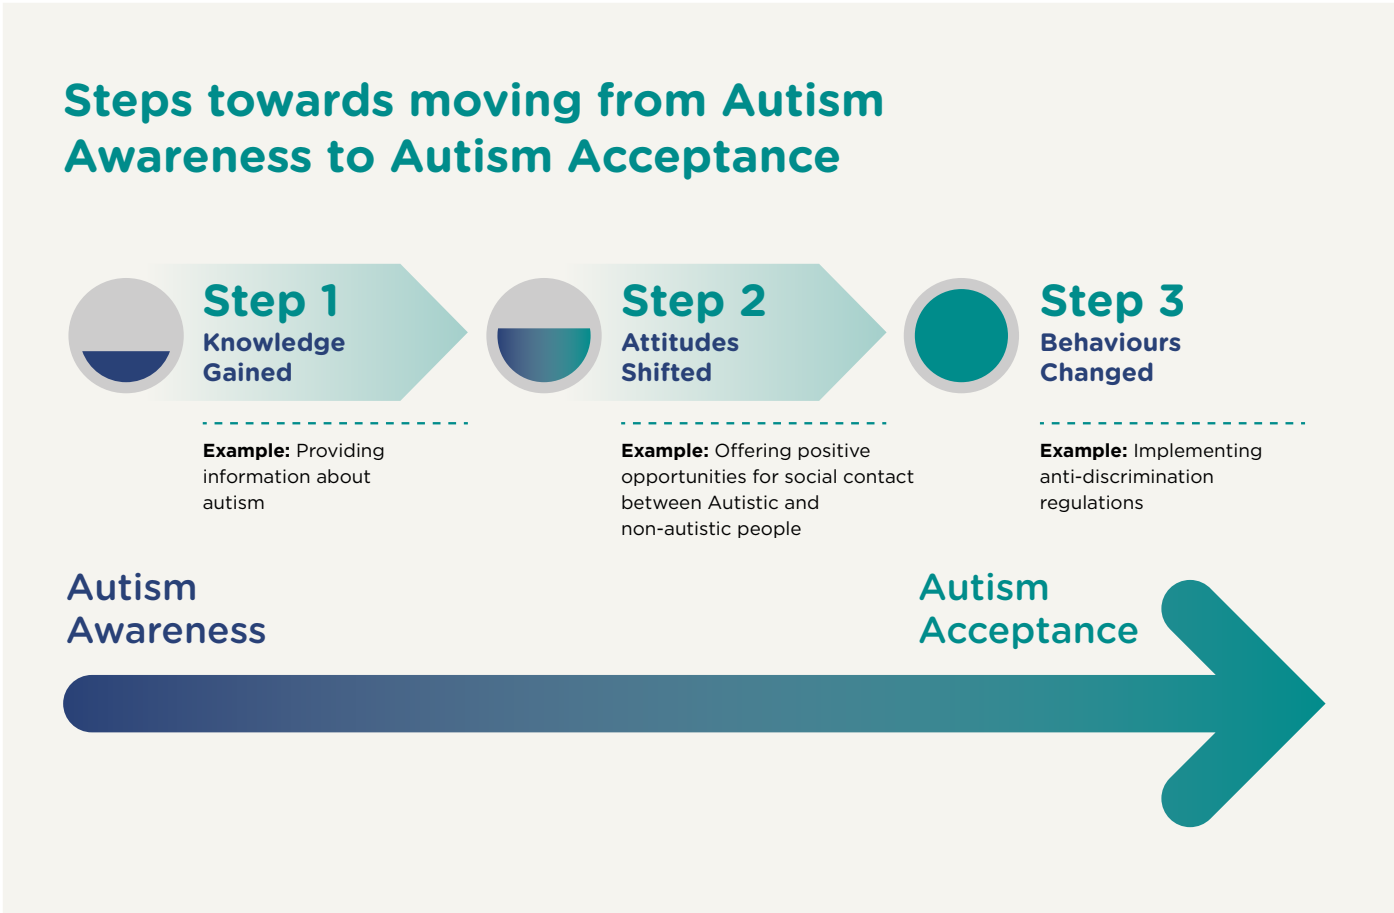 Steps towards moving from Autism
Awareness to Autism Acceptance
Step 1
Knowledge
Gained
Example: Providing
information about
autism
Step 2
Attitudes
Shifted
Example: Offering positive
opportunities for social contact
between Autistic and
non-autistic people
Step 3
Behaviours
Changed
Example: Implementing
anti-discrimination
regulations
Autism
Awareness
Autism
Acceptance